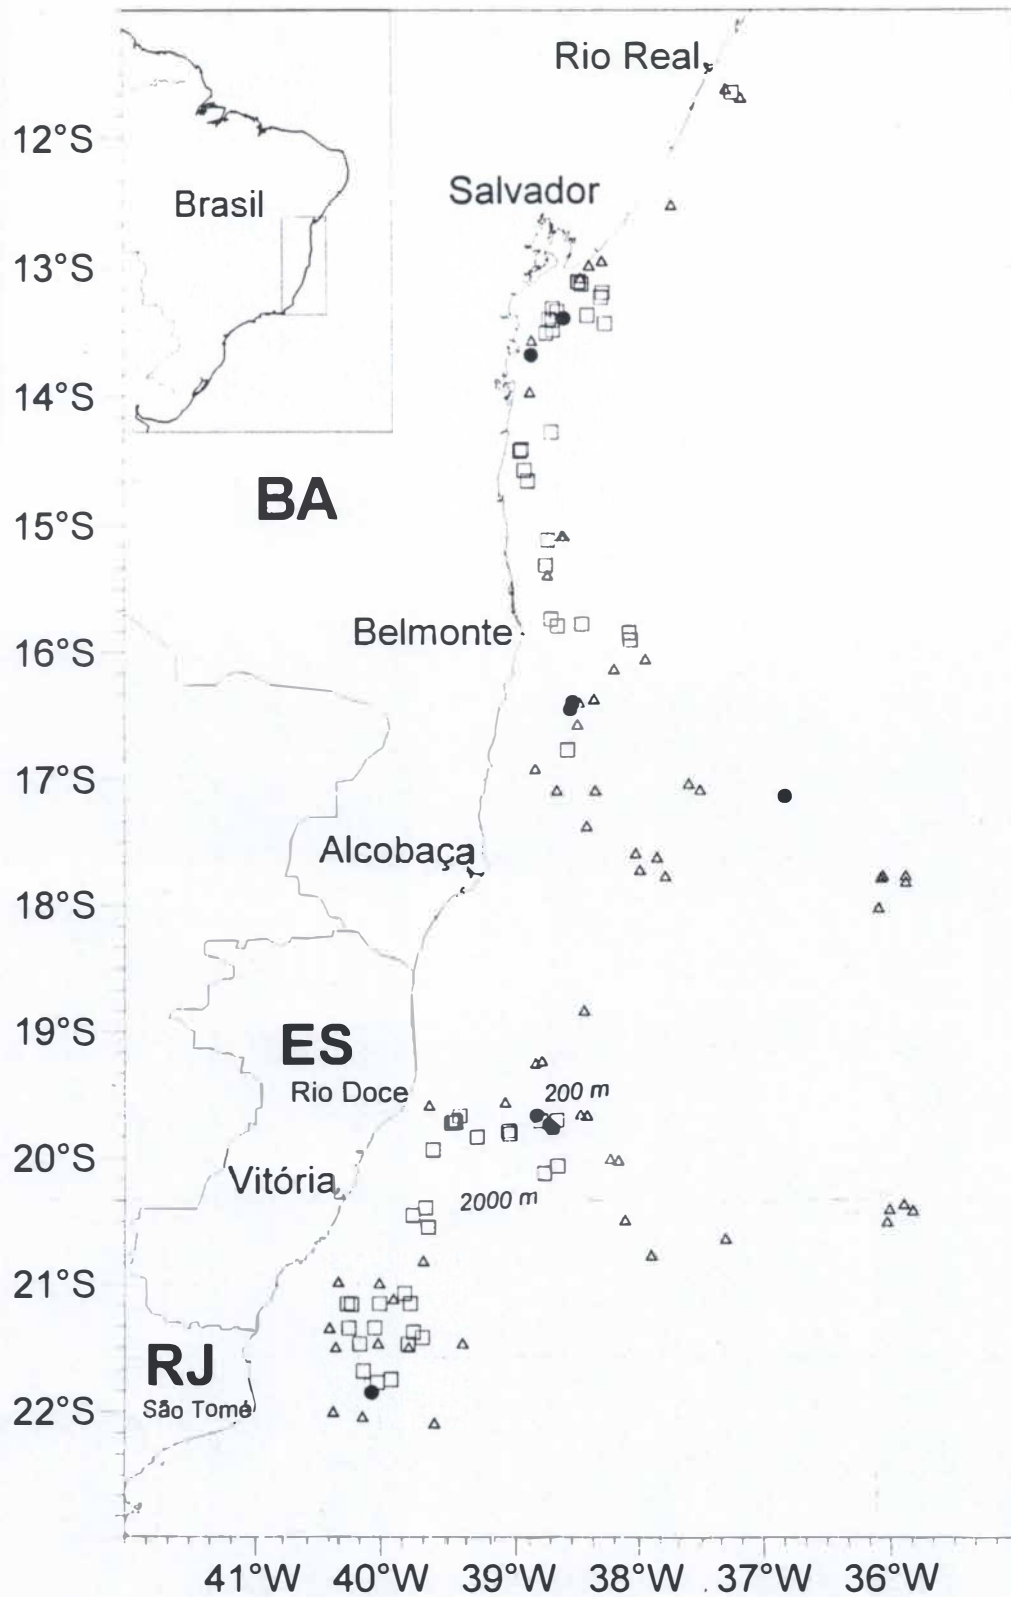 Rio Real
12°S
Salvador
Brasil
13°S
14°S
BA
15°S
Belmonte
16°S
17°S
Alcobaça
18°S
19°S
ES
Rio Doce
200 m
20°S
Vitória
2000 m
21°S
RJ
São Tomé
22°S
41°W 40°W 39°W 38°W 37°W 36°W